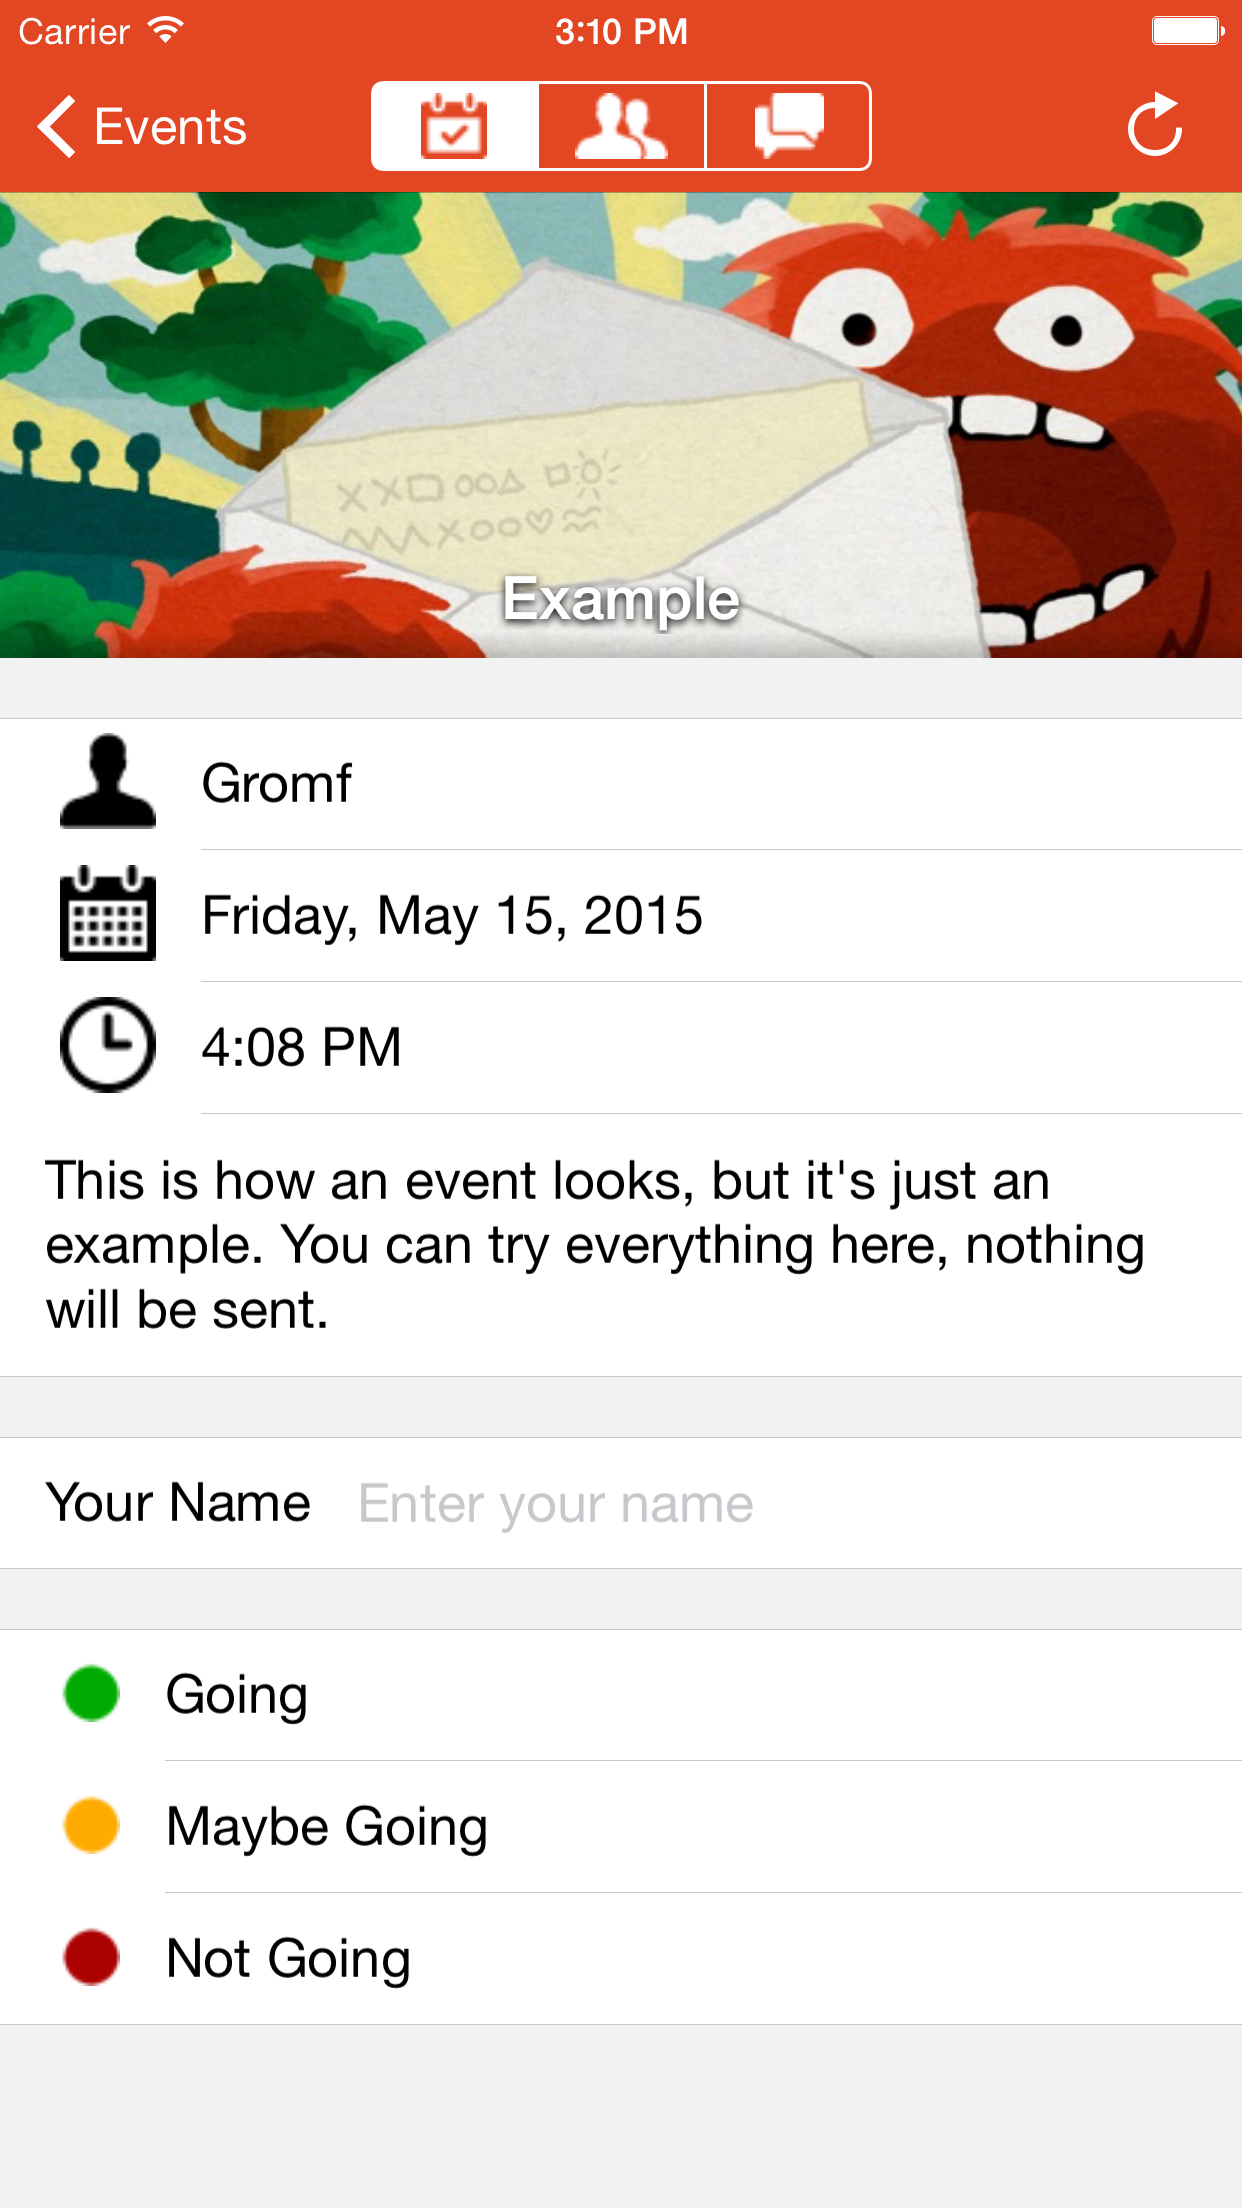 Carrier 3:10 PM
Events
Example
Gromf
Friday, May 15, 2015
4:08 PM
This is how an event looks, but it's just an
example. You can try everything here, nothing
will be sent.
Your Name Enter your name
Going
Maybe Going
Not Going